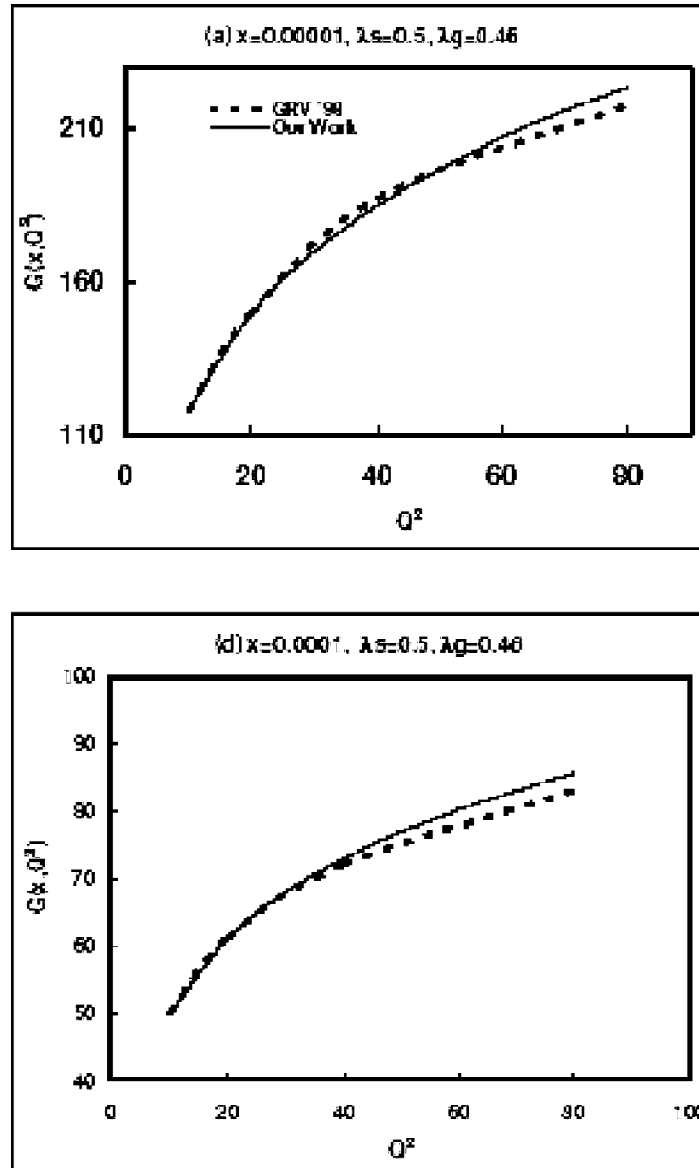 (a) x=0.00001, λs=0.5, λg=0.46
GRV '98
Our Work
210
160
110
G(x,Q²)
0 20 40 60 80
Q²
(d) x=0.0001, λs=0.5, λg=0.46
100
90
80
70
60
50
40
G(x,Q²)
0 20 40 60 80 100
Q²